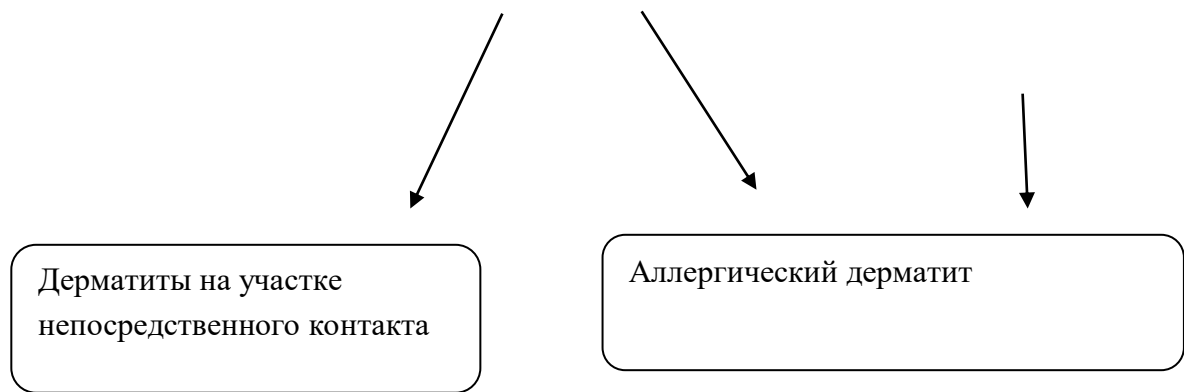 Дерматиты на участке
непосредственного контакта
Аллергический дерматит